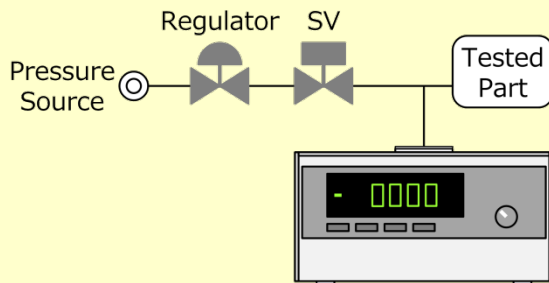 Regulator SV
Pressure
Source
Tested
Part
- 0000